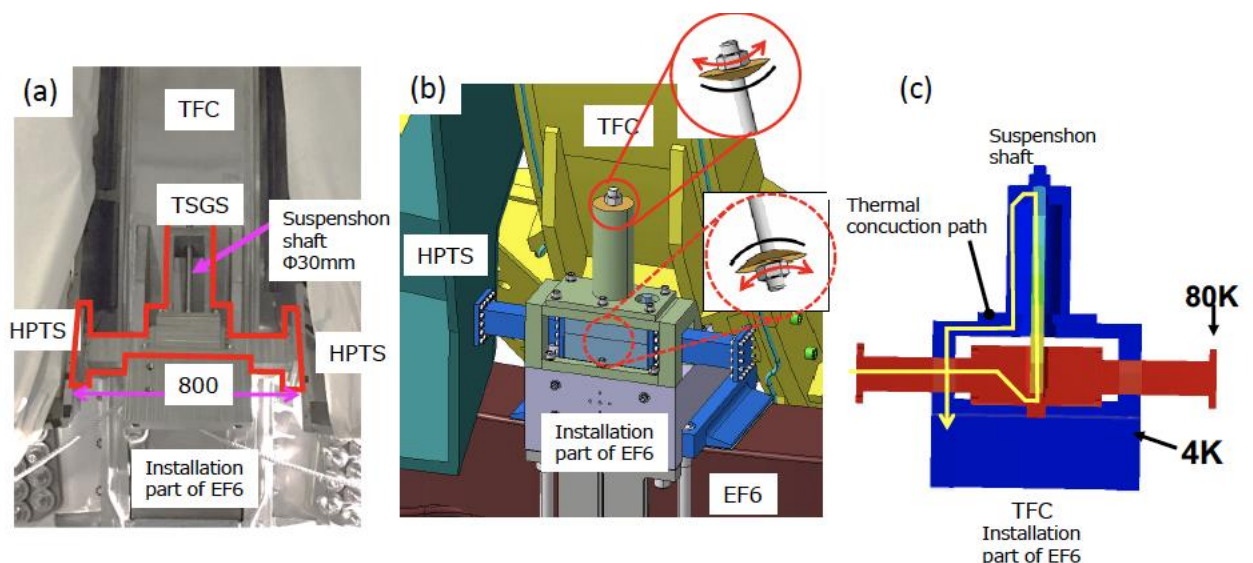 (a)
TFC
TSGS
Suspenshon
shaft
Φ30mm
HPTS
HPTS
800
Installation
part of EF6
(b)
TFC
HPTS
Installation
part of EF6
EF6
(c)
Suspenshon
shaft
Thermal
concuction path
80K
4K
TFC
Installation
part of EF6